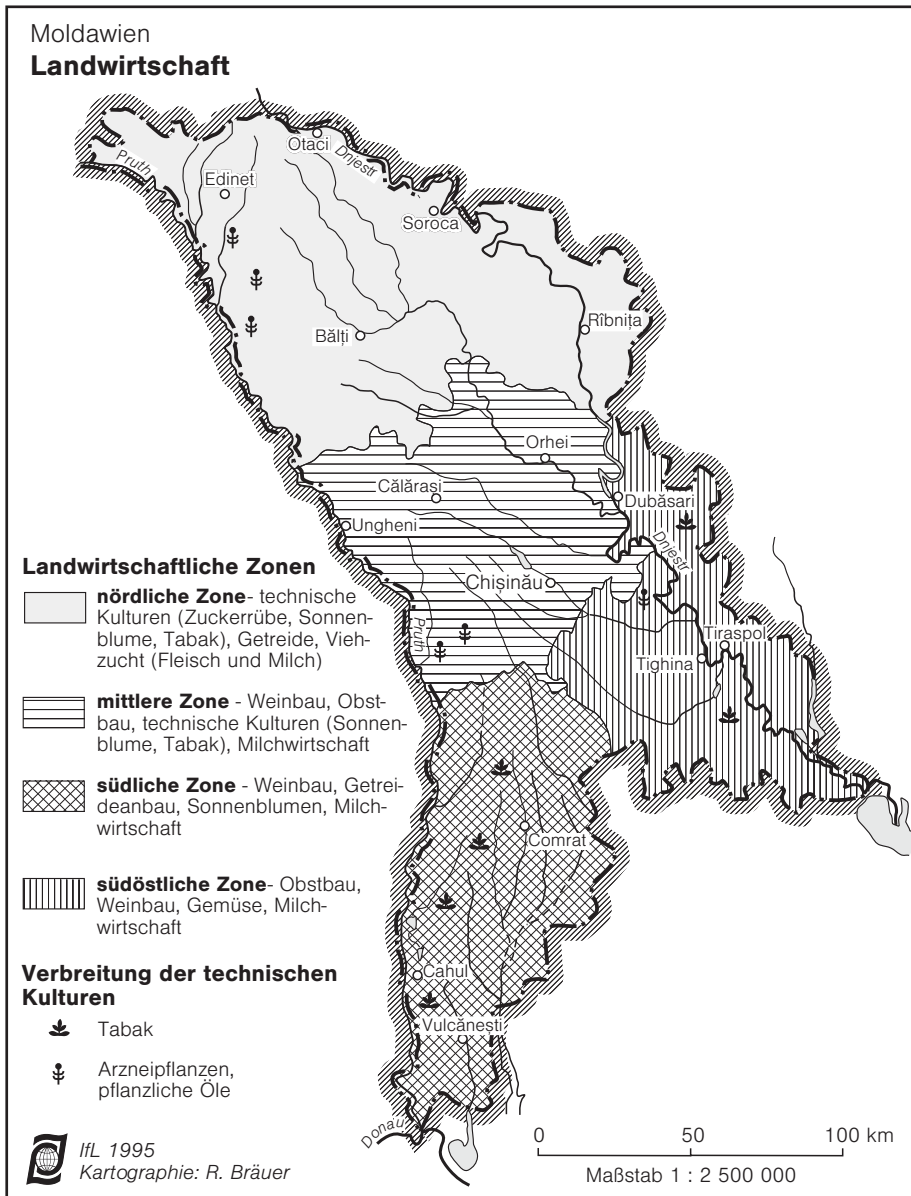 Moldawien
Landwirtschaft
Otaci
Dnjestr
Pruth
Edinet
Soroca
Rîbnița
Bălți
Orhei
Călărași
Dubăsari
Ungheni
Dnjestr
Chișinău
Pruth
Tiraspol
Tighina
Comrat
Cahul
Vulcănești
Donau
Landwirtschaftliche Zonen
nördliche Zone- technische
Kulturen (Zuckerrübe, Sonnen-
blume, Tabak), Getreide, Vieh-
zucht (Fleisch und Milch)
mittlere Zone - Weinbau, Obst-
bau, technische Kulturen (Sonnen-
blume, Tabak), Milchwirtschaft
südliche Zone - Weinbau, Getrei-
deanbau, Sonnenblumen, Milch-
wirtschaft
südöstliche Zone- Obstbau,
Weinbau, Gemüse, Milch-
wirtschaft
Verbreitung der technischen
Kulturen
Tabak
Arzneipflanzen,
pflanzliche Öle
IfL 1995
Kartographie: R. Bräuer
0 50 100 km
Maßstab 1 : 2 500 000